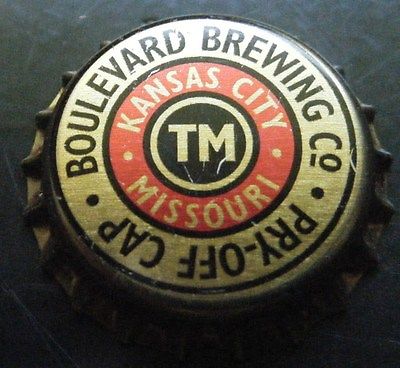 BOULEVARD BREWING Co
• PRY-OFF CAP •
KANSAS CITY
• MISSOURI •
TM